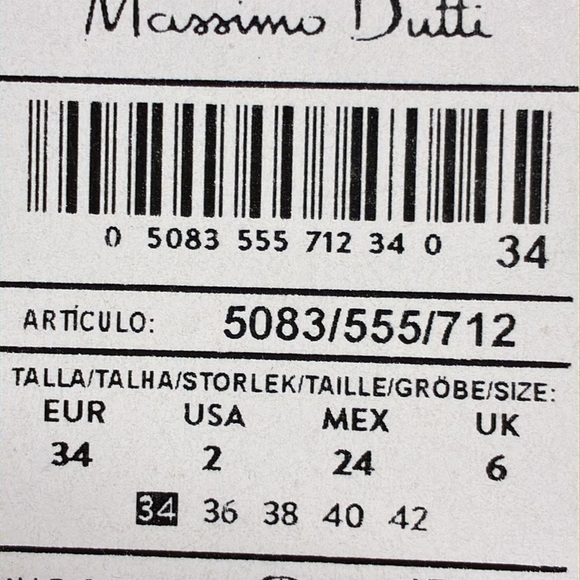 Massimo Dutti
0 5083 555 712 34 0 34
ARTÍCULO: 5083/555/712
TALLA/TALHA/STORLEK/TAILLE/GRÖBE/SIZE:
EUR USA MEX UK
34 2 24 6
34 36 38 40 42